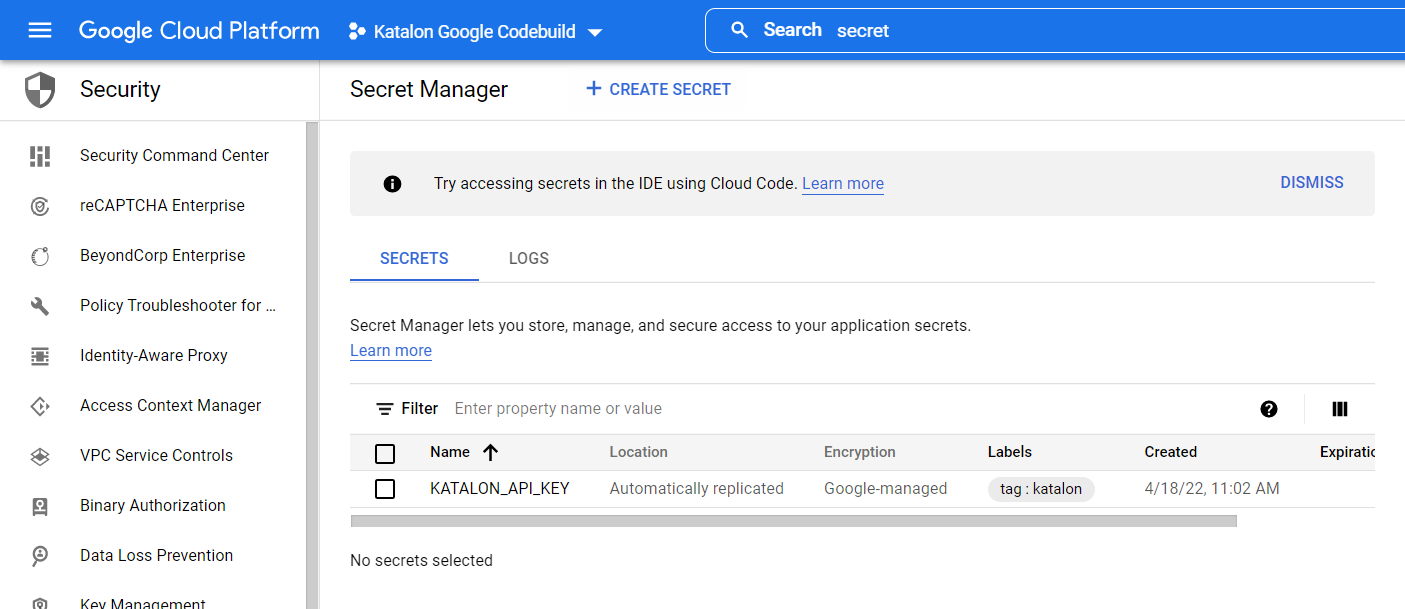 Google Cloud Platform
Katalon Google Codebuild
Search secret
Security
Security Command Center
reCAPTCHA Enterprise
BeyondCorp Enterprise
Policy Troubleshooter for ...
Identity-Aware Proxy
Access Context Manager
VPC Service Controls
Binary Authorization
Data Loss Prevention
Key Management
Secret Manager
+ CREATE SECRET
Try accessing secrets in the IDE using Cloud Code. Learn more
DISMISS
SECRETS LOGS
Secret Manager lets you store, manage, and secure access to your application secrets.
Learn more
Filter Enter property name or value
Name Location Encryption Labels Created Expiratio
KATALON_API_KEY Automatically replicated Google-managed tag : katalon 4/18/22, 11:02 AM
No secrets selected